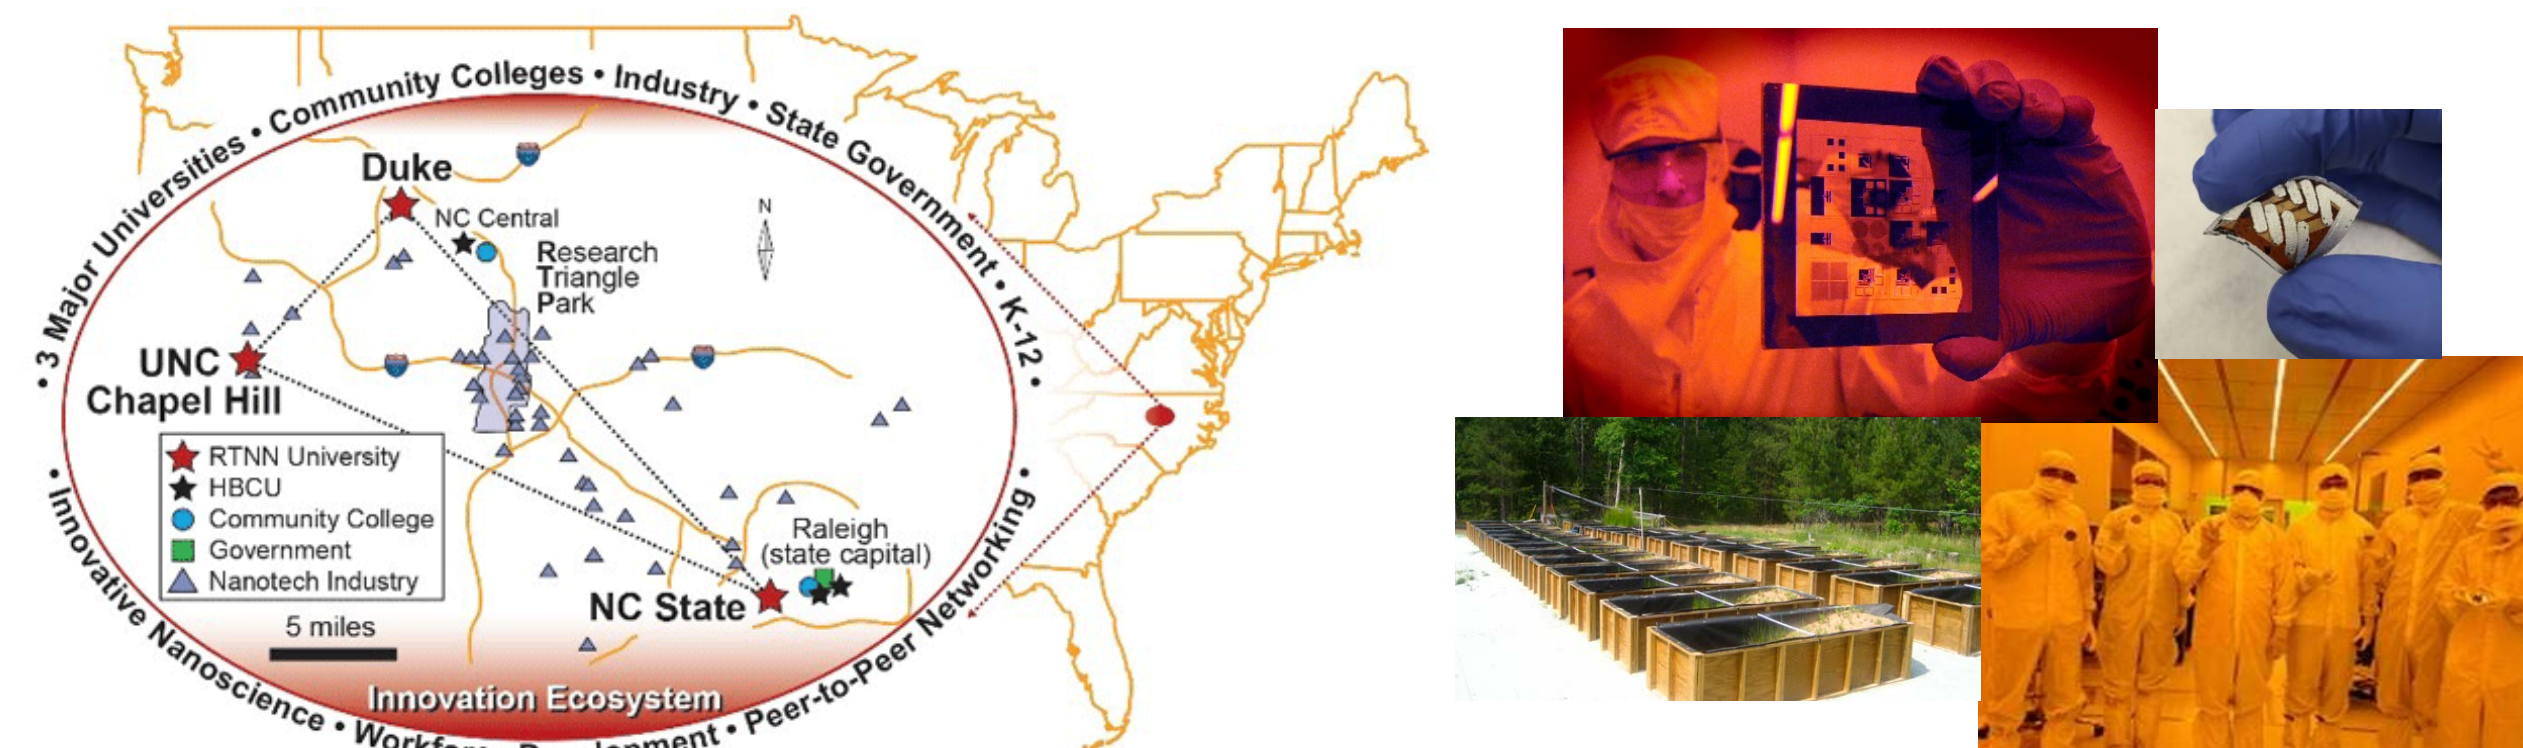 • 3 Major Universities • Community Colleges • Industry • State Government • K-12 •
Duke
NC Central
Research
Triangle
Park
N
UNC
Chapel Hill
RTNN University
HBCU
Community College
Government
Nanotech Industry
5 miles
Raleigh
(state capital)
NC State
Innovation Ecosystem
• Innovative Nanoscience • Workforce Development • Peer-to-Peer Networking •